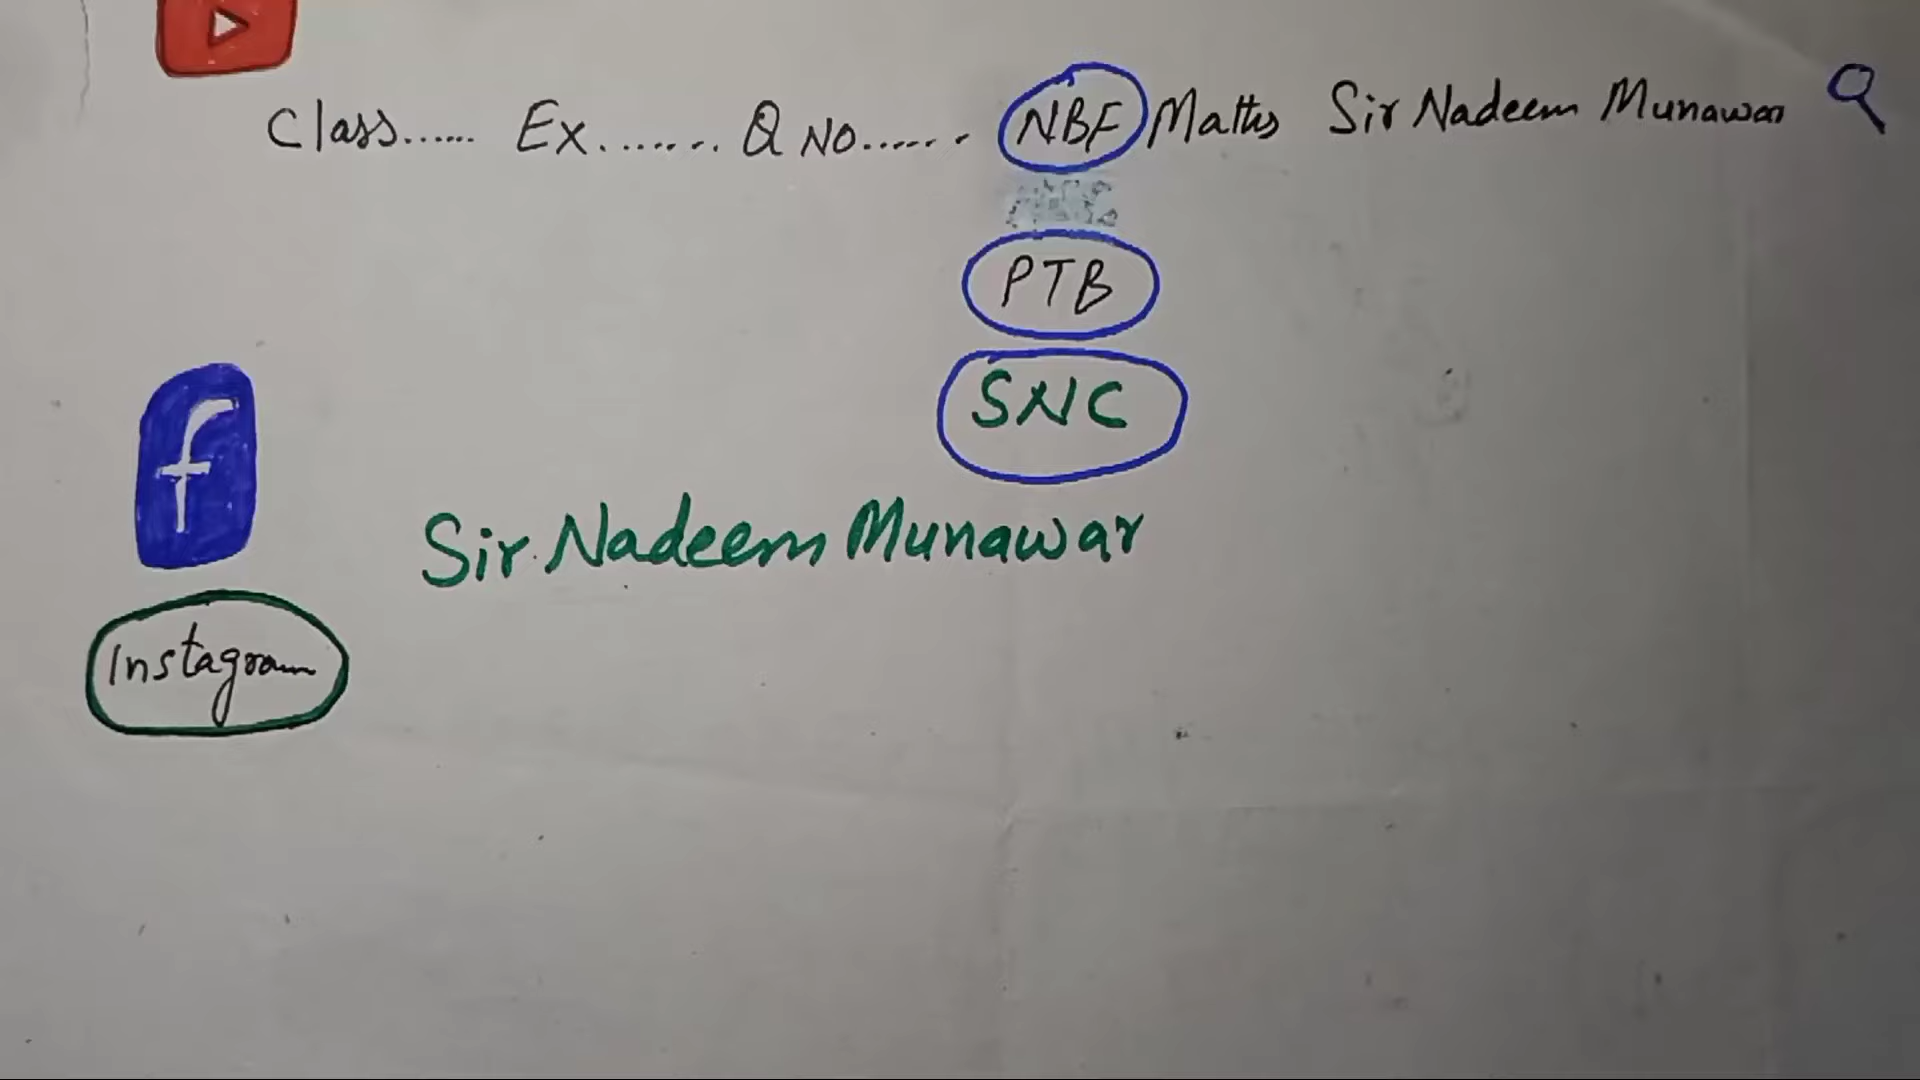 Class...... Ex........ Q No...... NBF Maths Sir Nadeem Munawar
PTB
SNC
f
Sir Nadeem Munawar
Instagram